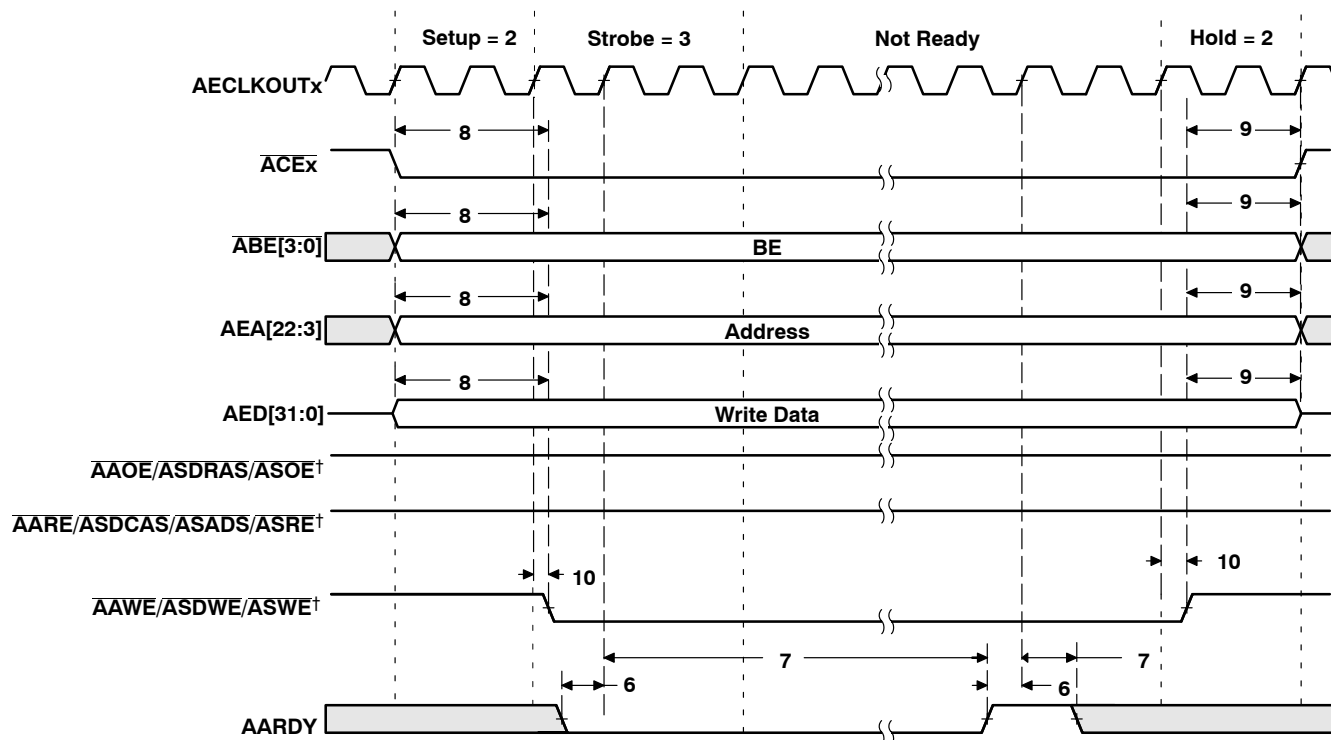 Setup = 2 Strobe = 3 Not Ready Hold = 2
AECLKOUTx
8 9
ACEx
8 9
ABE[3:0] BE
8 9
AEA[22:3] Address
8 9
AED[31:0] Write Data
AAOE/ASDRAS/ASOE†
AARE/ASDCAS/ASADS/ASRE†
10 10
AAWE/ASDWE/ASWE†
7 7
6 6
AARDY